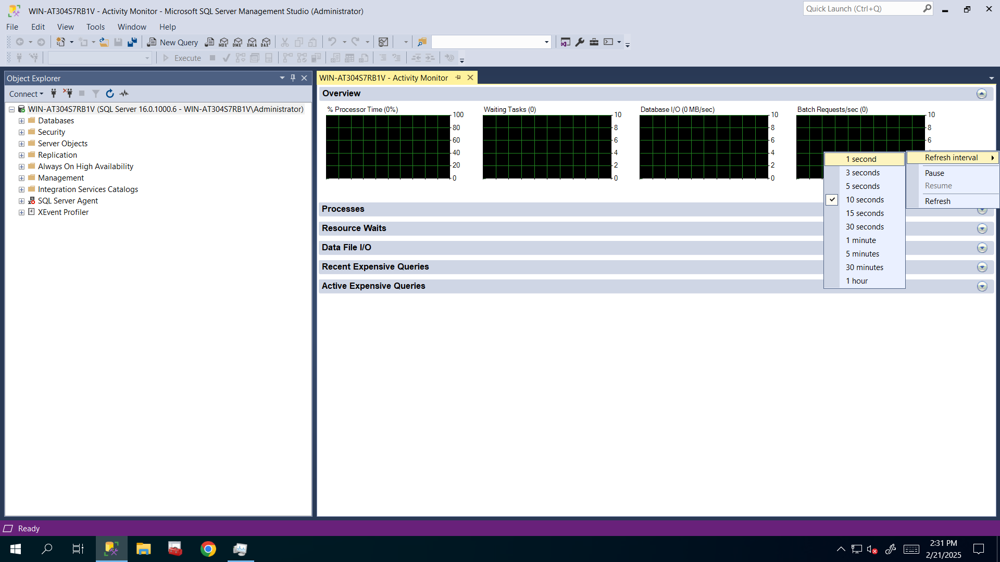 WIN-AT304S7RB1V - Activity Monitor - Microsoft SQL Server Management Studio (Administrator)
Quick Launch (Ctrl+Q)
File Edit View Tools Window Help
New Query MDX DMX XMLA DAX
Execute
Object Explorer
Connect
WIN-AT304S7RB1V (SQL Server 16.0.1000.6 - WIN-AT304S7RB1V\Administrator)
Databases
Security
Server Objects
Replication
Always On High Availability
Management
Integration Services Catalogs
SQL Server Agent
XEvent Profiler
WIN-AT304S7RB1V - Activity Monitor
Overview
% Processor Time (0%)
100
80
60
40
20
0
Waiting Tasks (0)
10
8
6
4
2
0
Database I/O (0 MB/sec)
10
8
6
4
2
0
Batch Requests/sec (0)
10
8
6
Refresh interval
Pause
Resume
Refresh
1 second
3 seconds
5 seconds
10 seconds
15 seconds
30 seconds
1 minute
5 minutes
30 minutes
1 hour
Processes
Resource Waits
Data File I/O
Recent Expensive Queries
Active Expensive Queries
Ready
2:31 PM
2/21/2025